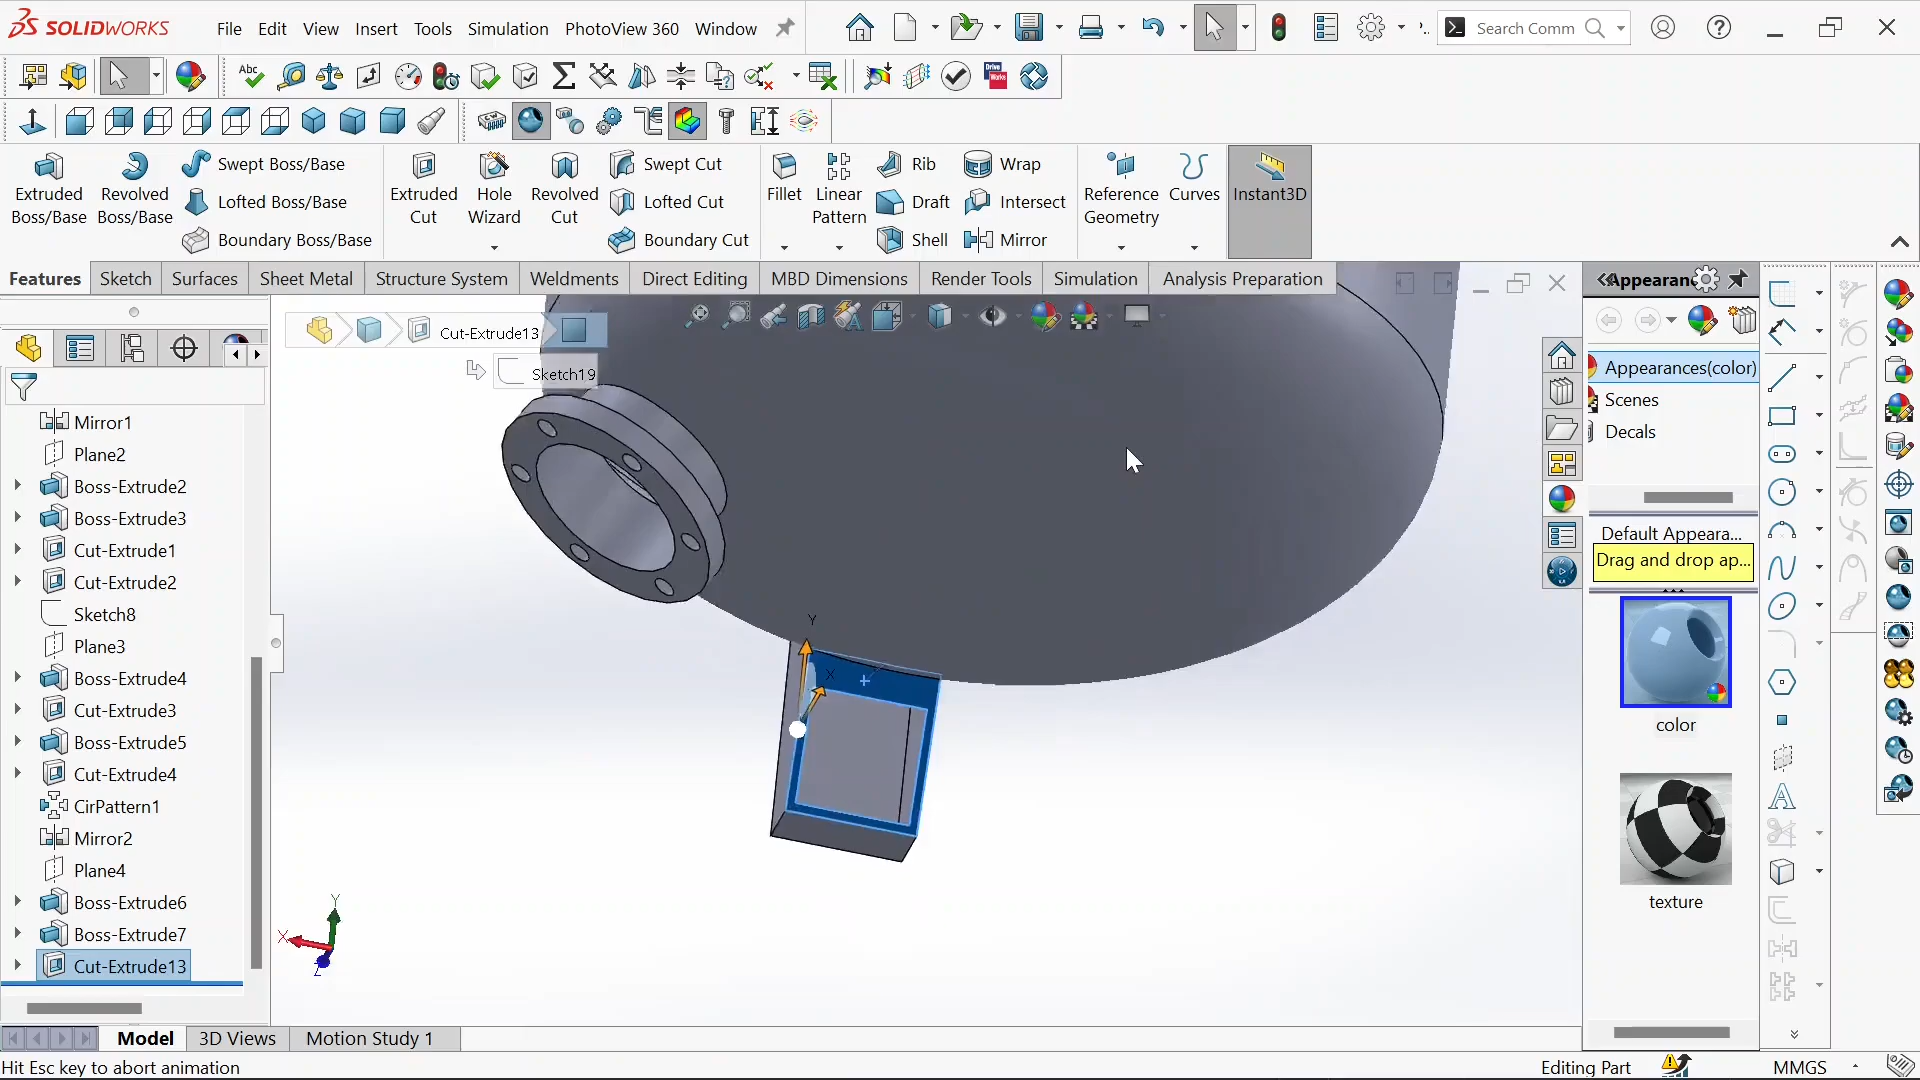 SOLIDWORKS
File Edit View Insert Tools Simulation PhotoView 360 Window
Search Comm
Abc
Extruded Boss/Base
Revolved Boss/Base
Swept Boss/Base
Lofted Boss/Base
Boundary Boss/Base
Extruded Cut
Hole Wizard
Revolved Cut
Swept Cut
Lofted Cut
Boundary Cut
Fillet
Linear Pattern
Rib
Draft
Shell
Wrap
Intersect
Mirror
Reference Geometry
Curves
Instant3D
Features Sketch Surfaces Sheet Metal Structure System Weldments Direct Editing MBD Dimensions Render Tools Simulation Analysis Preparation
Cut-Extrude13
Sketch19
Mirror1
Plane2
Boss-Extrude2
Boss-Extrude3
Cut-Extrude1
Cut-Extrude2
Sketch8
Plane3
Boss-Extrude4
Cut-Extrude3
Boss-Extrude5
Cut-Extrude4
CirPattern1
Mirror2
Plane4
Boss-Extrude6
Boss-Extrude7
Cut-Extrude13
Y
X
Y
X
Z
Appearan
Appearances(color)
Scenes
Decals
Default Appeara...
Drag and drop ap...
color
texture
Model 3D Views Motion Study 1
Hit Esc key to abort animation
Editing Part
MMGS